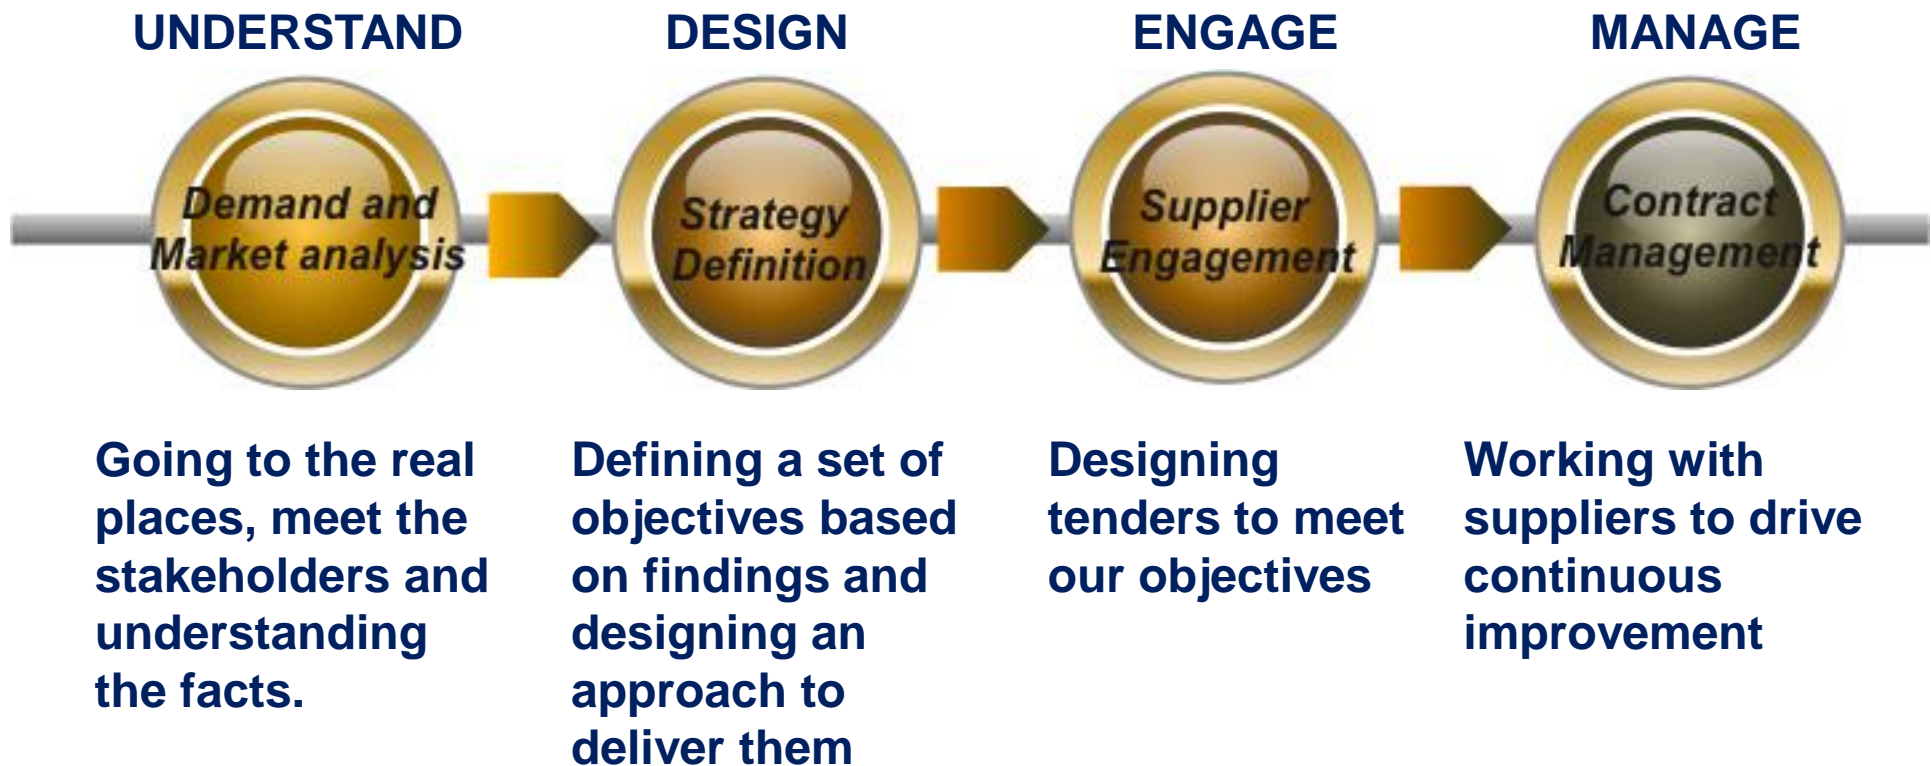 UNDERSTAND
DESIGN
ENGAGE
MANAGE
Demand and
Market analysis
Strategy
Definition
Supplier
Engagement
Contract
Management
Going to the real
places, meet the
stakeholders and
understanding
the facts.
Defining a set of
objectives based
on findings and
designing an
approach to
deliver them
Designing
tenders to meet
our objectives
Working with
suppliers to drive
continuous
improvement